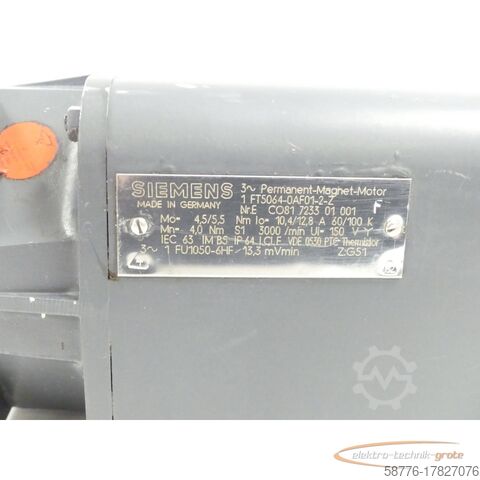 SIEMENS 3~ Permanent-Magnet-Motor
MADE IN GERMANY 1 FT5064-0AF01-2-Z
Nr.E CO81 7233 01 001 F
Mo= 4,5/5,5 Nm Io= 10,4/12,8 A 60/100 K
Mn= 4,0 Nm S1 3000/min Ui= 150 V Y
IEC 63 IM B5 IP 64 I.Cl.F VDE 0530 PTC Thermistor
3~ 1 FU1050-6HF 13,3 mVmin Z:G51
elektro-technik-grote
58776-17827076